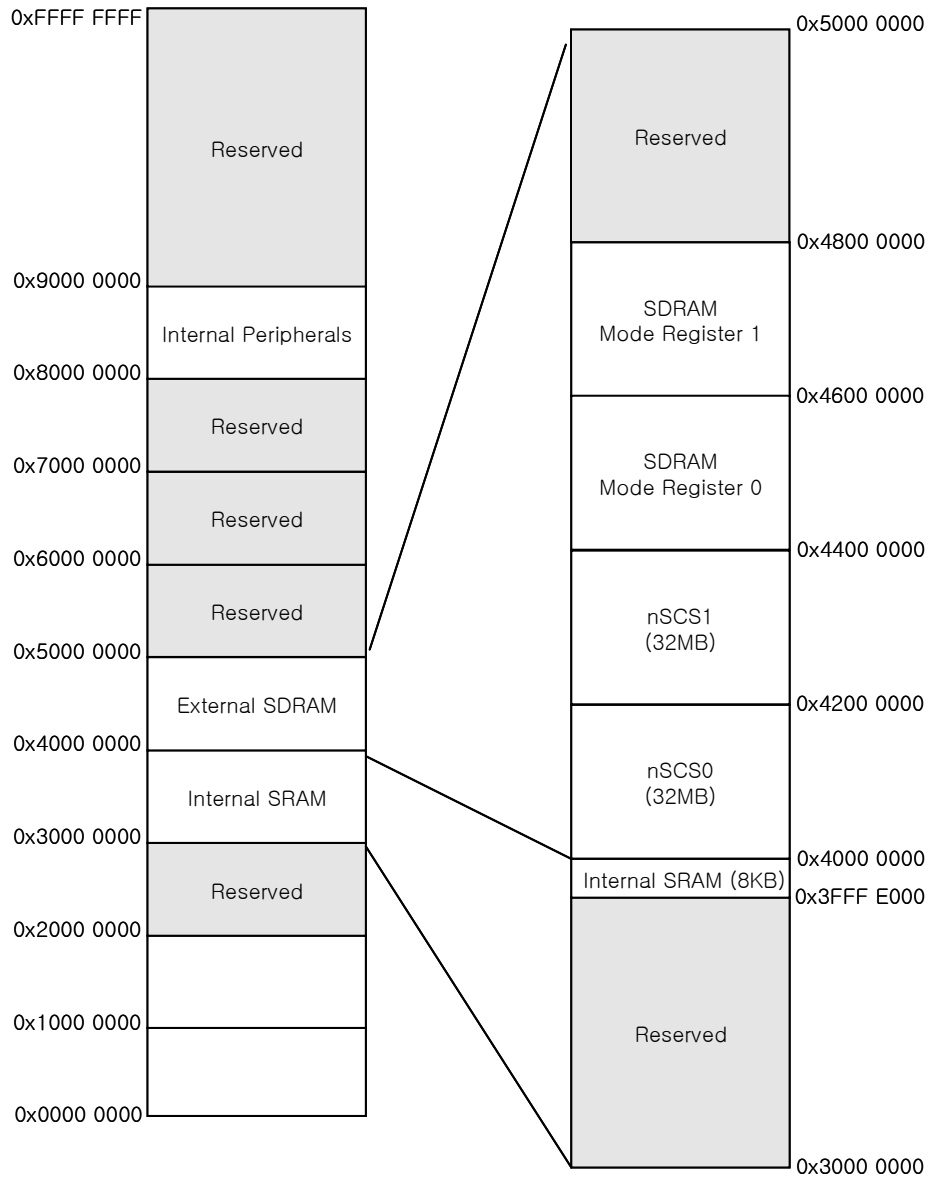 0xFFFF FFFF
Reserved
0x9000 0000
Internal Peripherals
0x8000 0000
Reserved
0x7000 0000
Reserved
0x6000 0000
Reserved
0x5000 0000
External SDRAM
0x4000 0000
Internal SRAM
0x3000 0000
Reserved
0x2000 0000
0x1000 0000
0x0000 0000
0x5000 0000
Reserved
0x4800 0000
SDRAM
Mode Register 1
0x4600 0000
SDRAM
Mode Register 0
0x4400 0000
nSCS1
(32MB)
0x4200 0000
nSCS0
(32MB)
0x4000 0000
Internal SRAM (8KB)
0x3FFF E000
Reserved
0x3000 0000